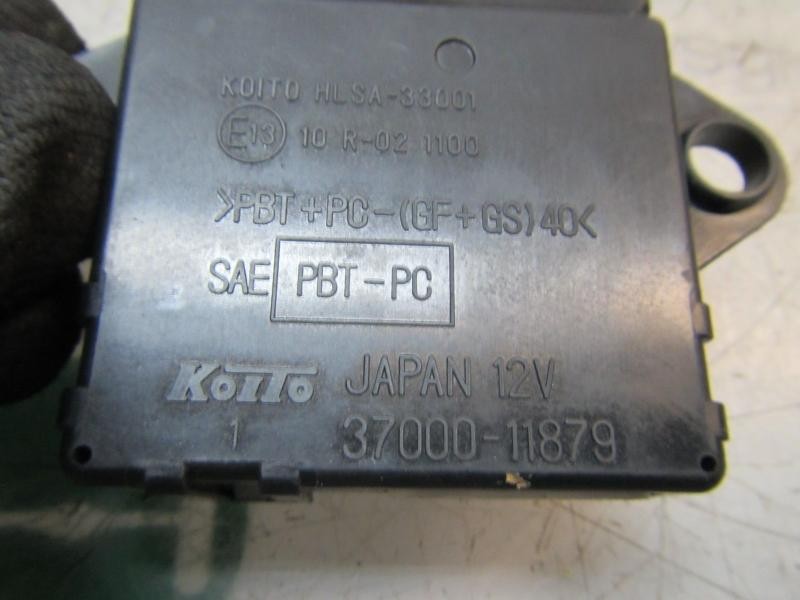 KOITO HLSA-33001
E13 10 R-02 1100
>PBT+PC-(GF+GS)40<
SAE PBT-PC
KOITO JAPAN 12V
1 37000-11879